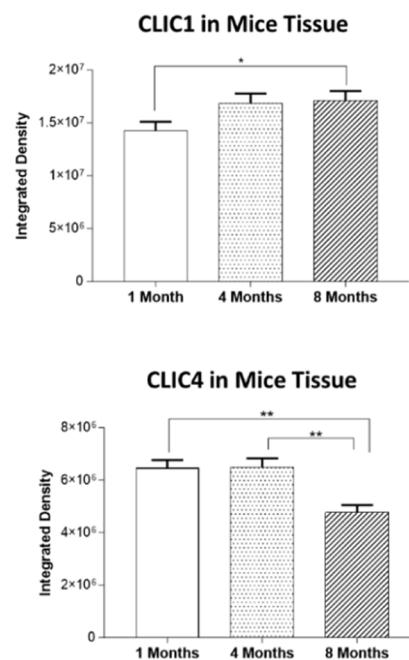 CLIC1 in Mice Tissue
2×10⁷
*
1.5×10⁷
1×10⁷
5×10⁶
0
Integrated Density
1 Month
4 Months
8 Months
CLIC4 in Mice Tissue
8×10⁶
**
**
6×10⁶
4×10⁶
2×10⁶
0
Integrated Density
1 Months
4 Months
8 Months